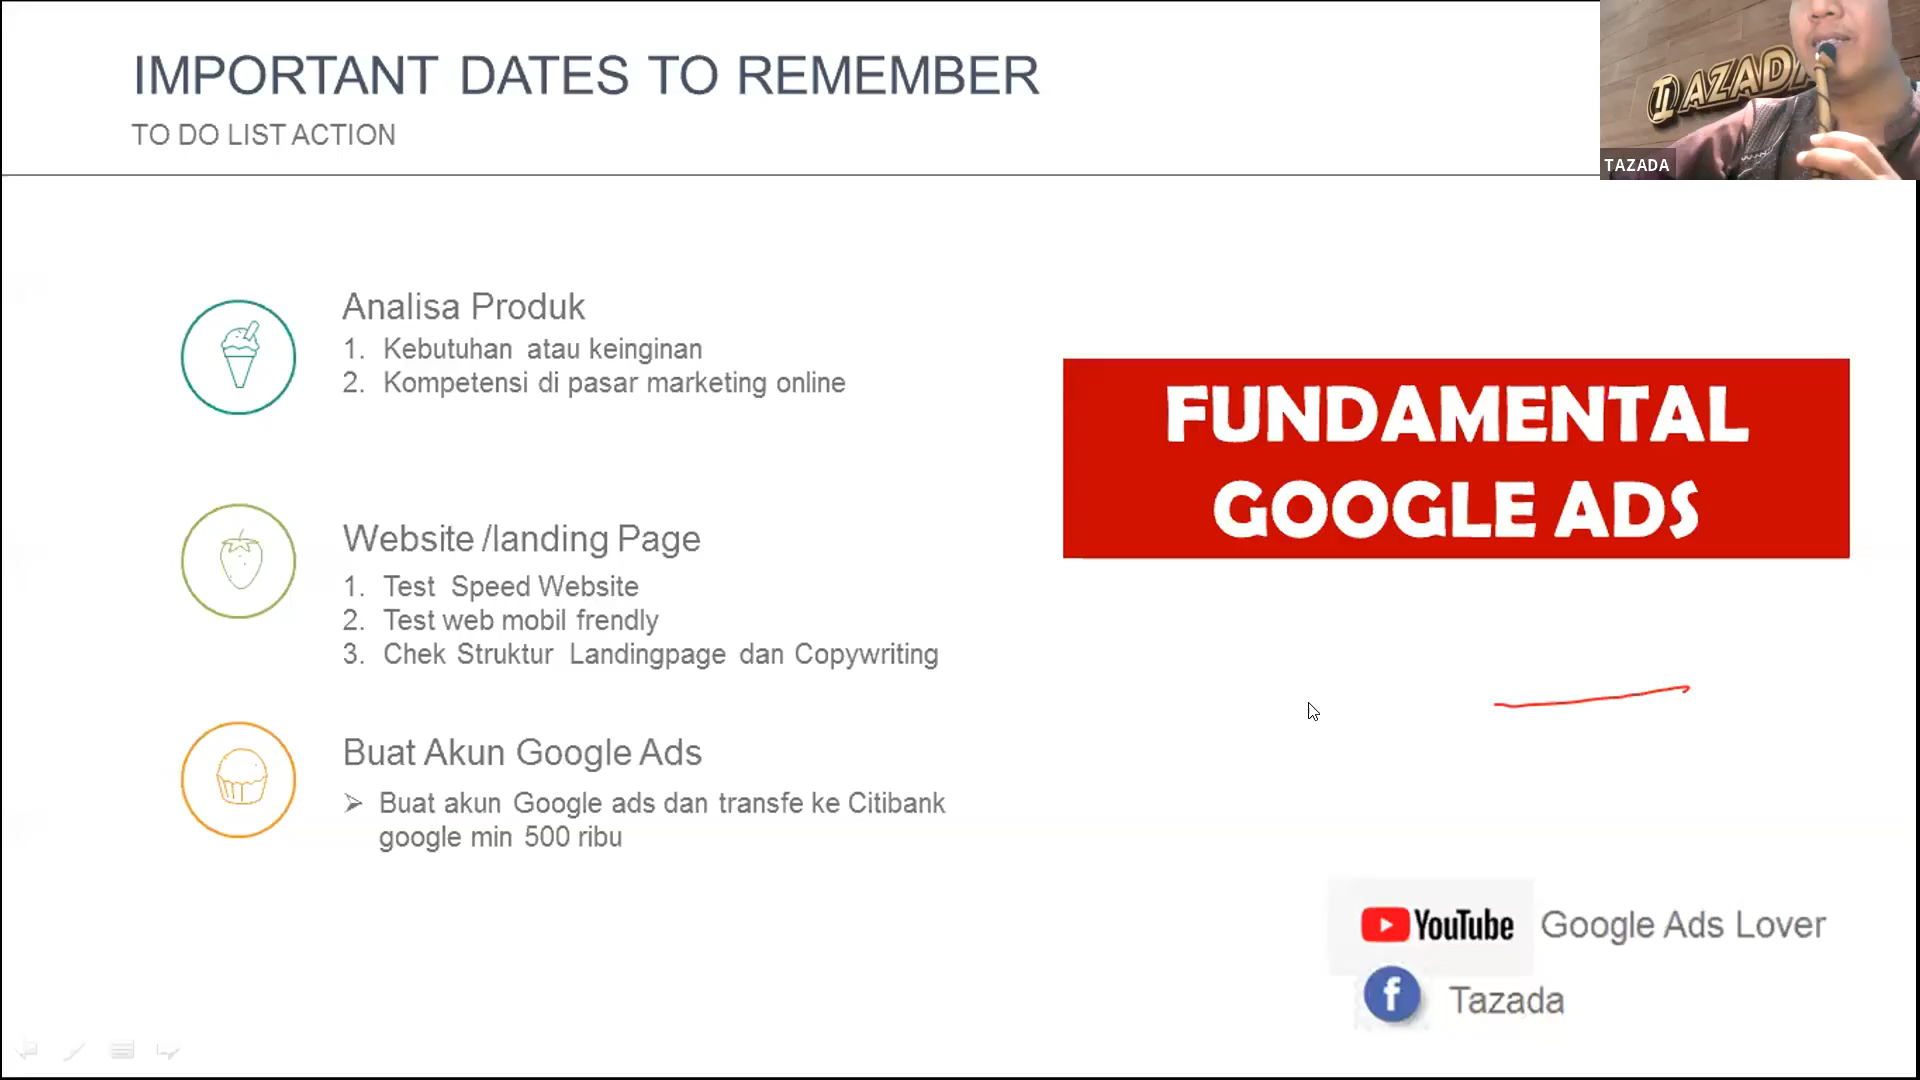 IMPORTANT DATES TO REMEMBER
TO DO LIST ACTION
TAZADA
TAZADA
Analisa Produk
1. Kebutuhan atau keinginan
2. Kompetensi di pasar marketing online
FUNDAMENTAL
GOOGLE ADS
Website /landing Page
1. Test Speed Website
2. Test web mobil frendly
3. Chek Struktur Landingpage dan Copywriting
Buat Akun Google Ads
➢ Buat akun Google ads dan transfe ke Citibank
google min 500 ribu
YouTube Google Ads Lover
f Tazada